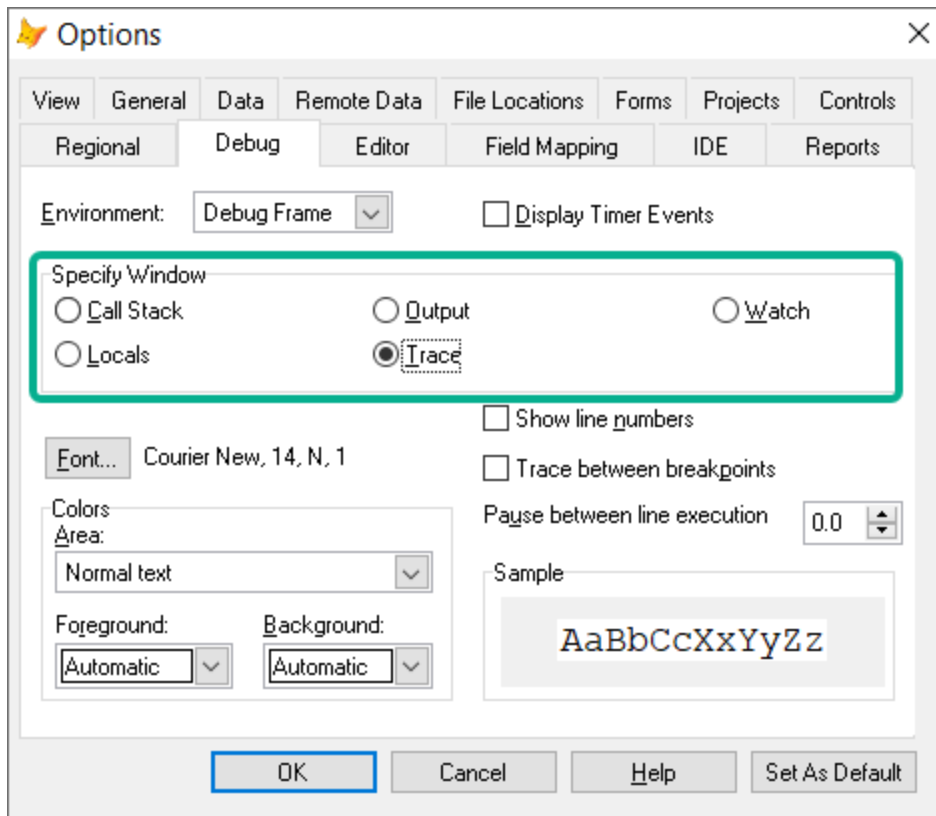 Options
View General Data Remote Data File Locations Forms Projects Controls
Regional Debug Editor Field Mapping IDE Reports
Environment: Debug Frame Display Timer Events
Specify Window
Call Stack Output Watch
Locals Trace
Show line numbers
Font... Courier New, 14, N, 1
Trace between breakpoints
Colors
Pause between line execution 0.0
Area:
Normal text
Sample
Foreground: Background:
AaBbCcXxYyZz
Automatic Automatic
OK Cancel Help Set As Default